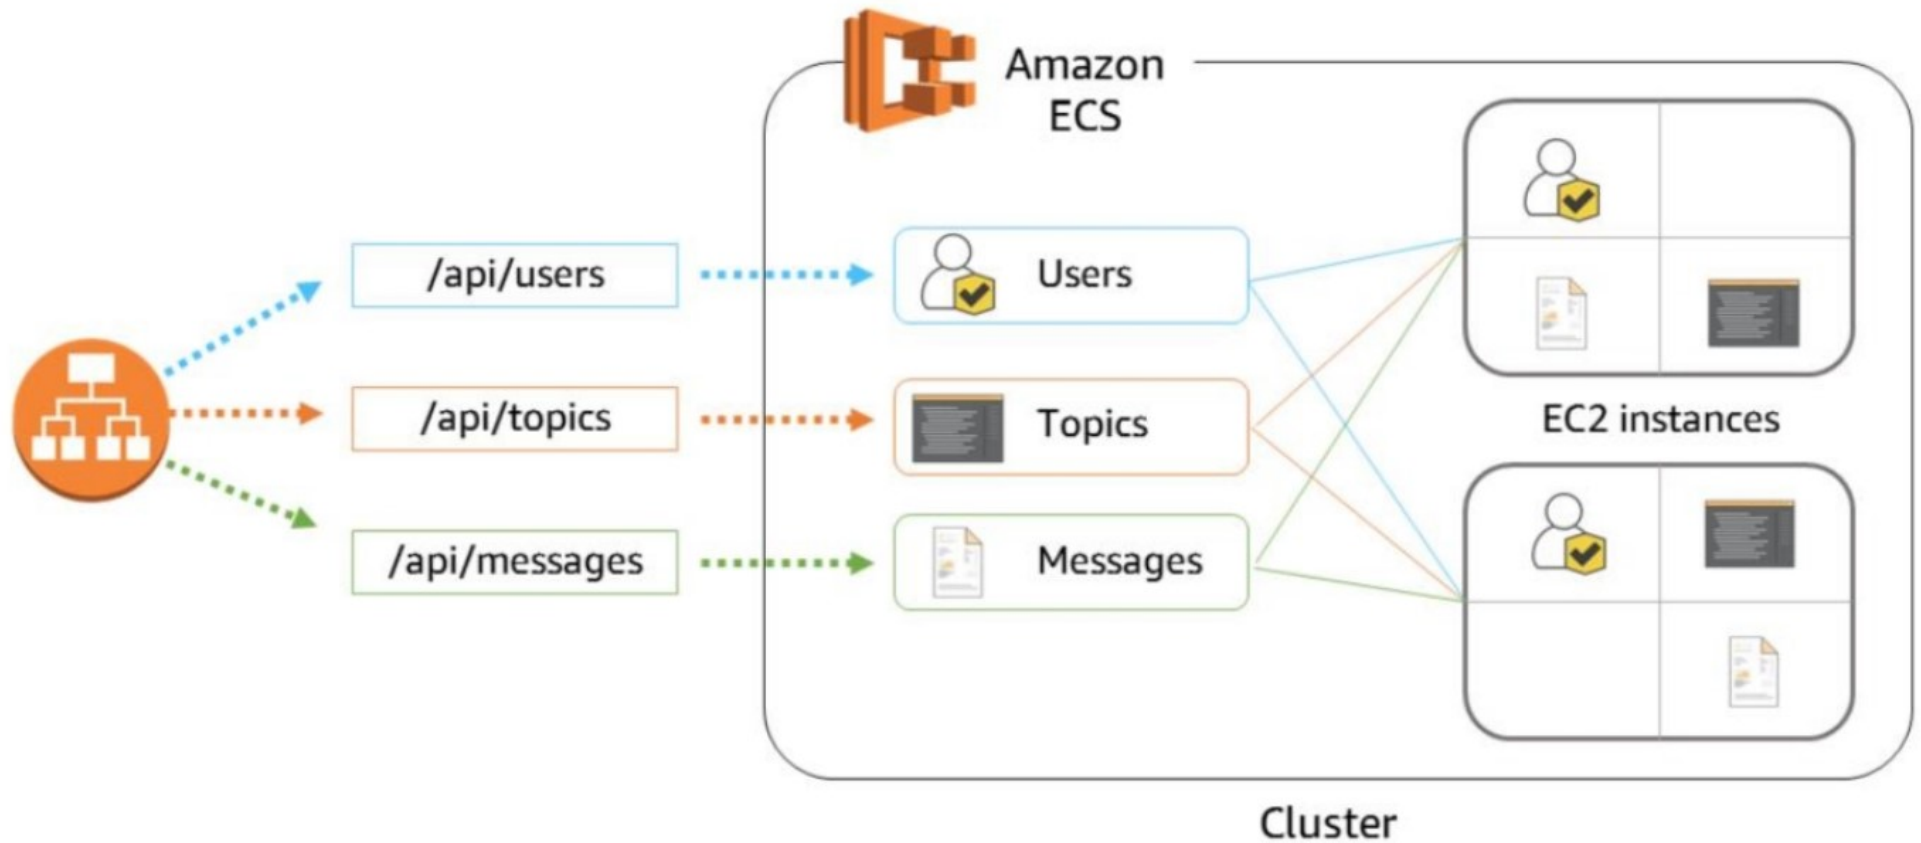 Amazon
ECS
/api/users
Users
/api/topics
Topics
EC2 instances
/api/messages
Messages
Cluster